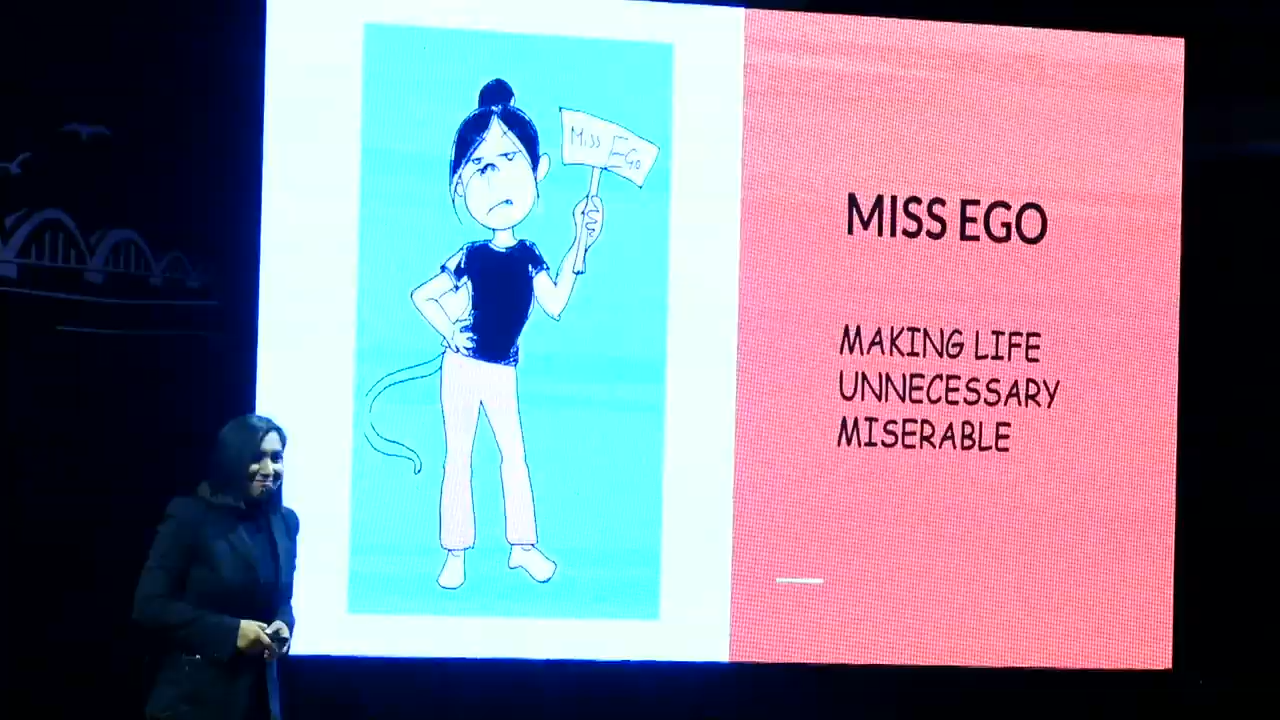 Miss Ego
MISS EGO
MAKING LIFE
UNNECESSARY
MISERABLE